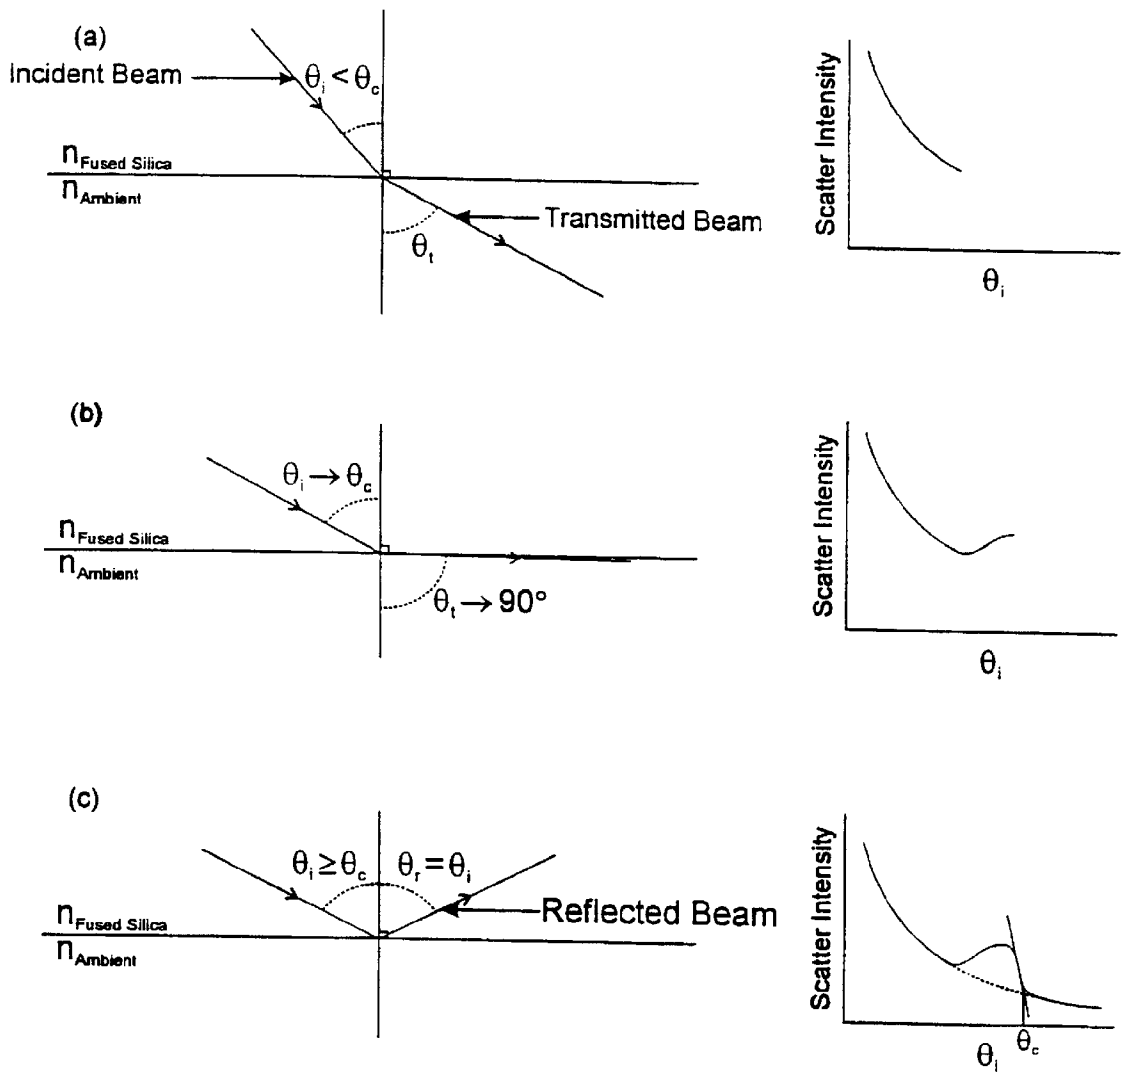 (a)
Incident Beam
θi < θc
nFused Silica
nAmbient
Transmitted Beam
θt
Scatter Intensity
θi
(b)
θi → θc
nFused Silica
nAmbient
θt → 90°
Scatter Intensity
θi
(c)
θi ≥ θc
θr = θi
nFused Silica
nAmbient
Reflected Beam
Scatter Intensity
θc
θi